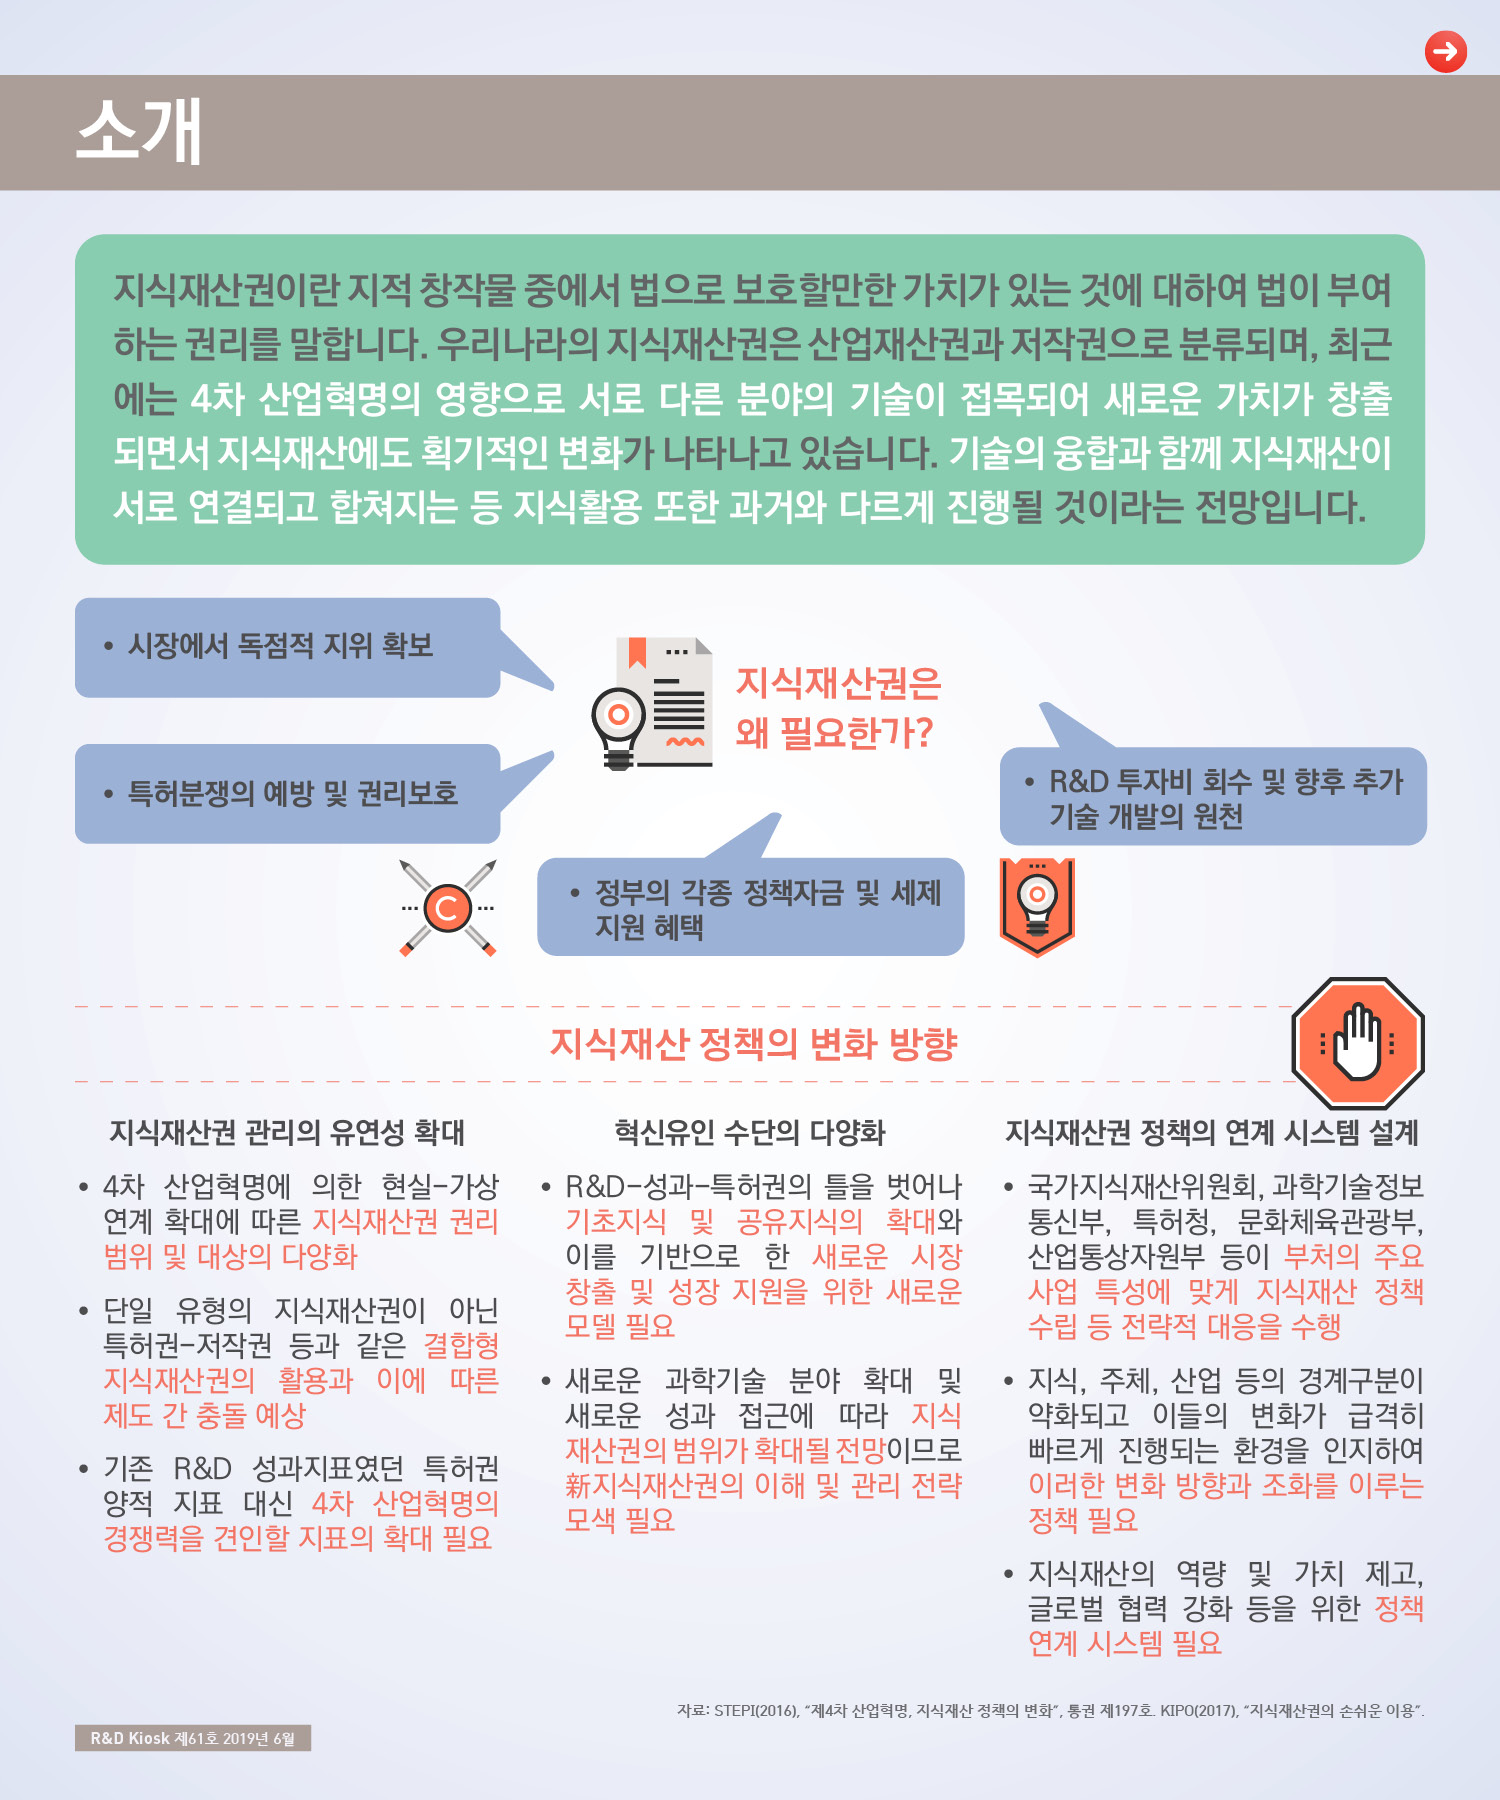 소개
지식재산권이란 지적 창작물 중에서 법으로 보호할만한 가치가 있는 것에 대하여 법이 부여
하는 권리를 말합니다. 우리나라의 지식재산권은 산업재산권과 저작권으로 분류되며, 최근
에는 4차 산업혁명의 영향으로 서로 다른 분야의 기술이 접목되어 새로운 가치가 창출
되면서 지식재산에도 획기적인 변화가 나타나고 있습니다. 기술의 융합과 함께 지식재산이
서로 연결되고 합쳐지는 등 지식활용 또한 과거와 다르게 진행될 것이라는 전망입니다.
• 시장에서 독점적 지위 확보
지식재산권은
왜 필요한가?
• 특허분쟁의 예방 및 권리보호
• R&D 투자비 회수 및 향후 추가
기술 개발의 원천
• 정부의 각종 정책자금 및 세제
지원 혜택
지식재산 정책의 변화 방향
지식재산권 관리의 유연성 확대
• 4차 산업혁명에 의한 현실-가상
연계 확대에 따른 지식재산권 권리
범위 및 대상의 다양화
• 단일 유형의 지식재산권이 아닌
특허권-저작권 등과 같은 결합형
지식재산권의 활용과 이에 따른
제도 간 충돌 예상
• 기존 R&D 성과지표였던 특허권
양적 지표 대신 4차 산업혁명의
경쟁력을 견인할 지표의 확대 필요
혁신유인 수단의 다양화
• R&D-성과-특허권의 틀을 벗어나
기초지식 및 공유지식의 확대와
이를 기반으로 한 새로운 시장
창출 및 성장 지원을 위한 새로운
모델 필요
• 새로운 과학기술 분야 확대 및
새로운 성과 접근에 따라 지식
재산권의 범위가 확대될 전망이므로
新지식재산권의 이해 및 관리 전략
모색 필요
지식재산권 정책의 연계 시스템 설계
• 국가지식재산위원회, 과학기술정보
통신부, 특허청, 문화체육관광부,
산업통상자원부 등이 부처의 주요
사업 특성에 맞게 지식재산 정책
수립 등 전략적 대응을 수행
• 지식, 주체, 산업 등의 경계구분이
약화되고 이들의 변화가 급격히
빠르게 진행되는 환경을 인지하여
이러한 변화 방향과 조화를 이루는
정책 필요
• 지식재산의 역량 및 가치 제고,
글로벌 협력 강화 등을 위한 정책
연계 시스템 필요
자료: STEPI(2016), “제4차 산업혁명, 지식재산 정책의 변화”, 통권 제197호. KIPO(2017), “지식재산권의 손쉬운 이용”.
R&D Kiosk 제61호 2019년 6월